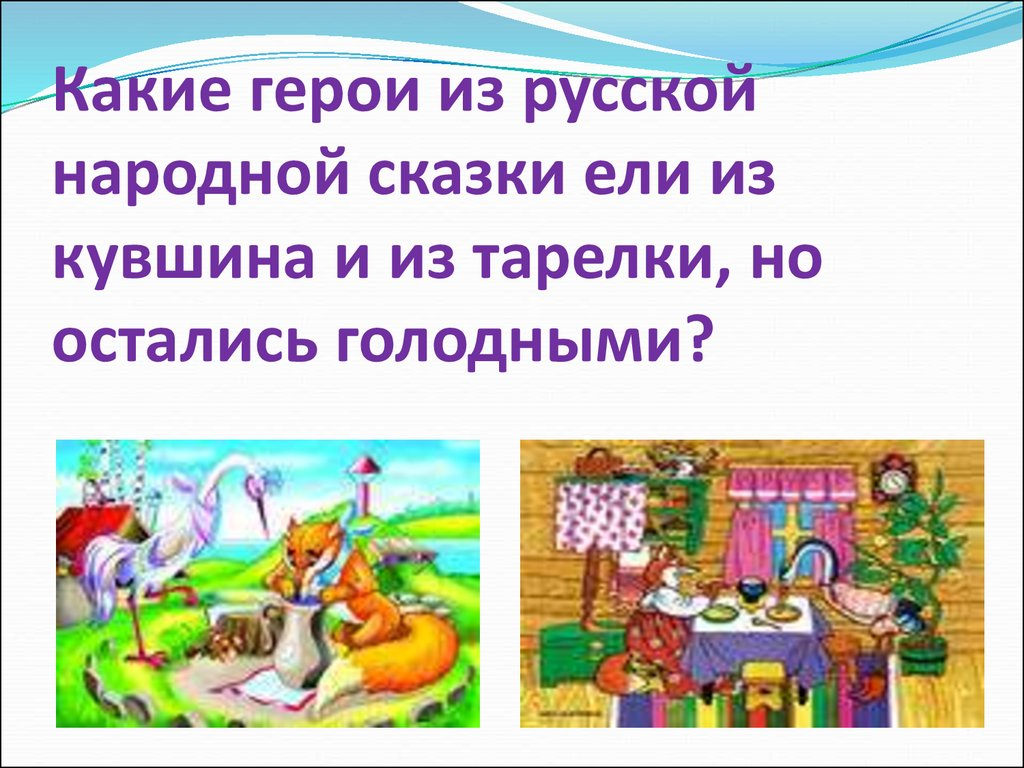 Какие герои из русской
народной сказки ели из
кувшина и из тарелки, но
остались голодными?